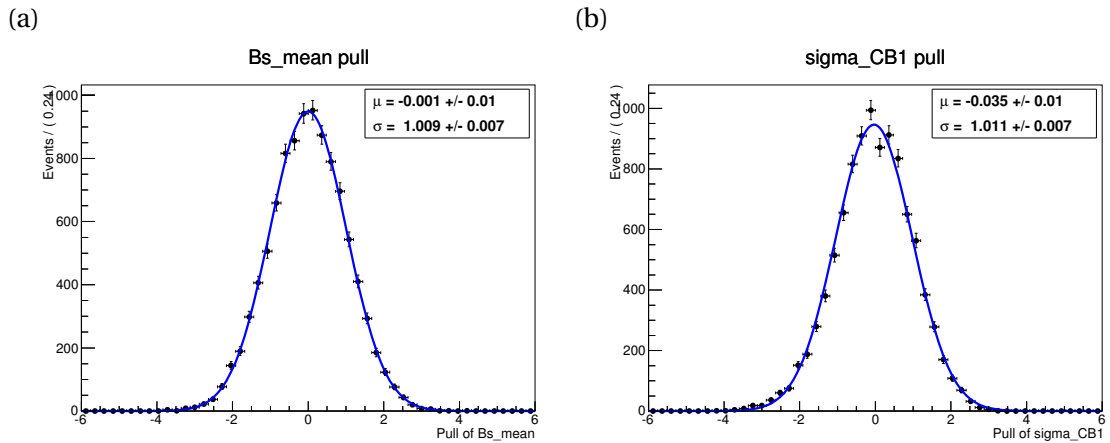 (a)
Bs_mean pull
Events / ( 0.24 )
1000
800
600
400
200
0
μ = -0.001 +/- 0.01
σ = 1.009 +/- 0.007
-6 -4 -2 0 2 4 6
Pull of Bs_mean
(b)
sigma_CB1 pull
Events / ( 0.24 )
1000
800
600
400
200
0
μ = -0.035 +/- 0.01
σ = 1.011 +/- 0.007
-6 -4 -2 0 2 4 6
Pull of sigma_CB1